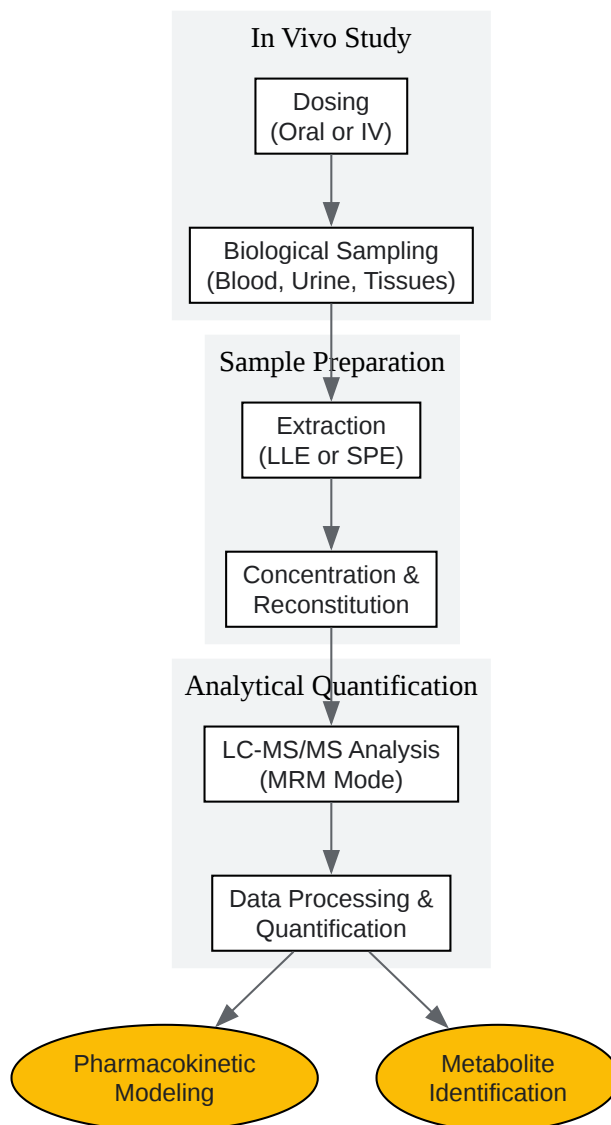 In Vivo Study
Dosing
(Oral or IV)
Biological Sampling
(Blood, Urine, Tissues)
Sample Preparation
Extraction
(LLE or SPE)
Concentration &
Reconstitution
Analytical Quantification
LC-MS/MS Analysis
(MRM Mode)
Data Processing &
Quantification
Pharmacokinetic
Modeling
Metabolite
Identification